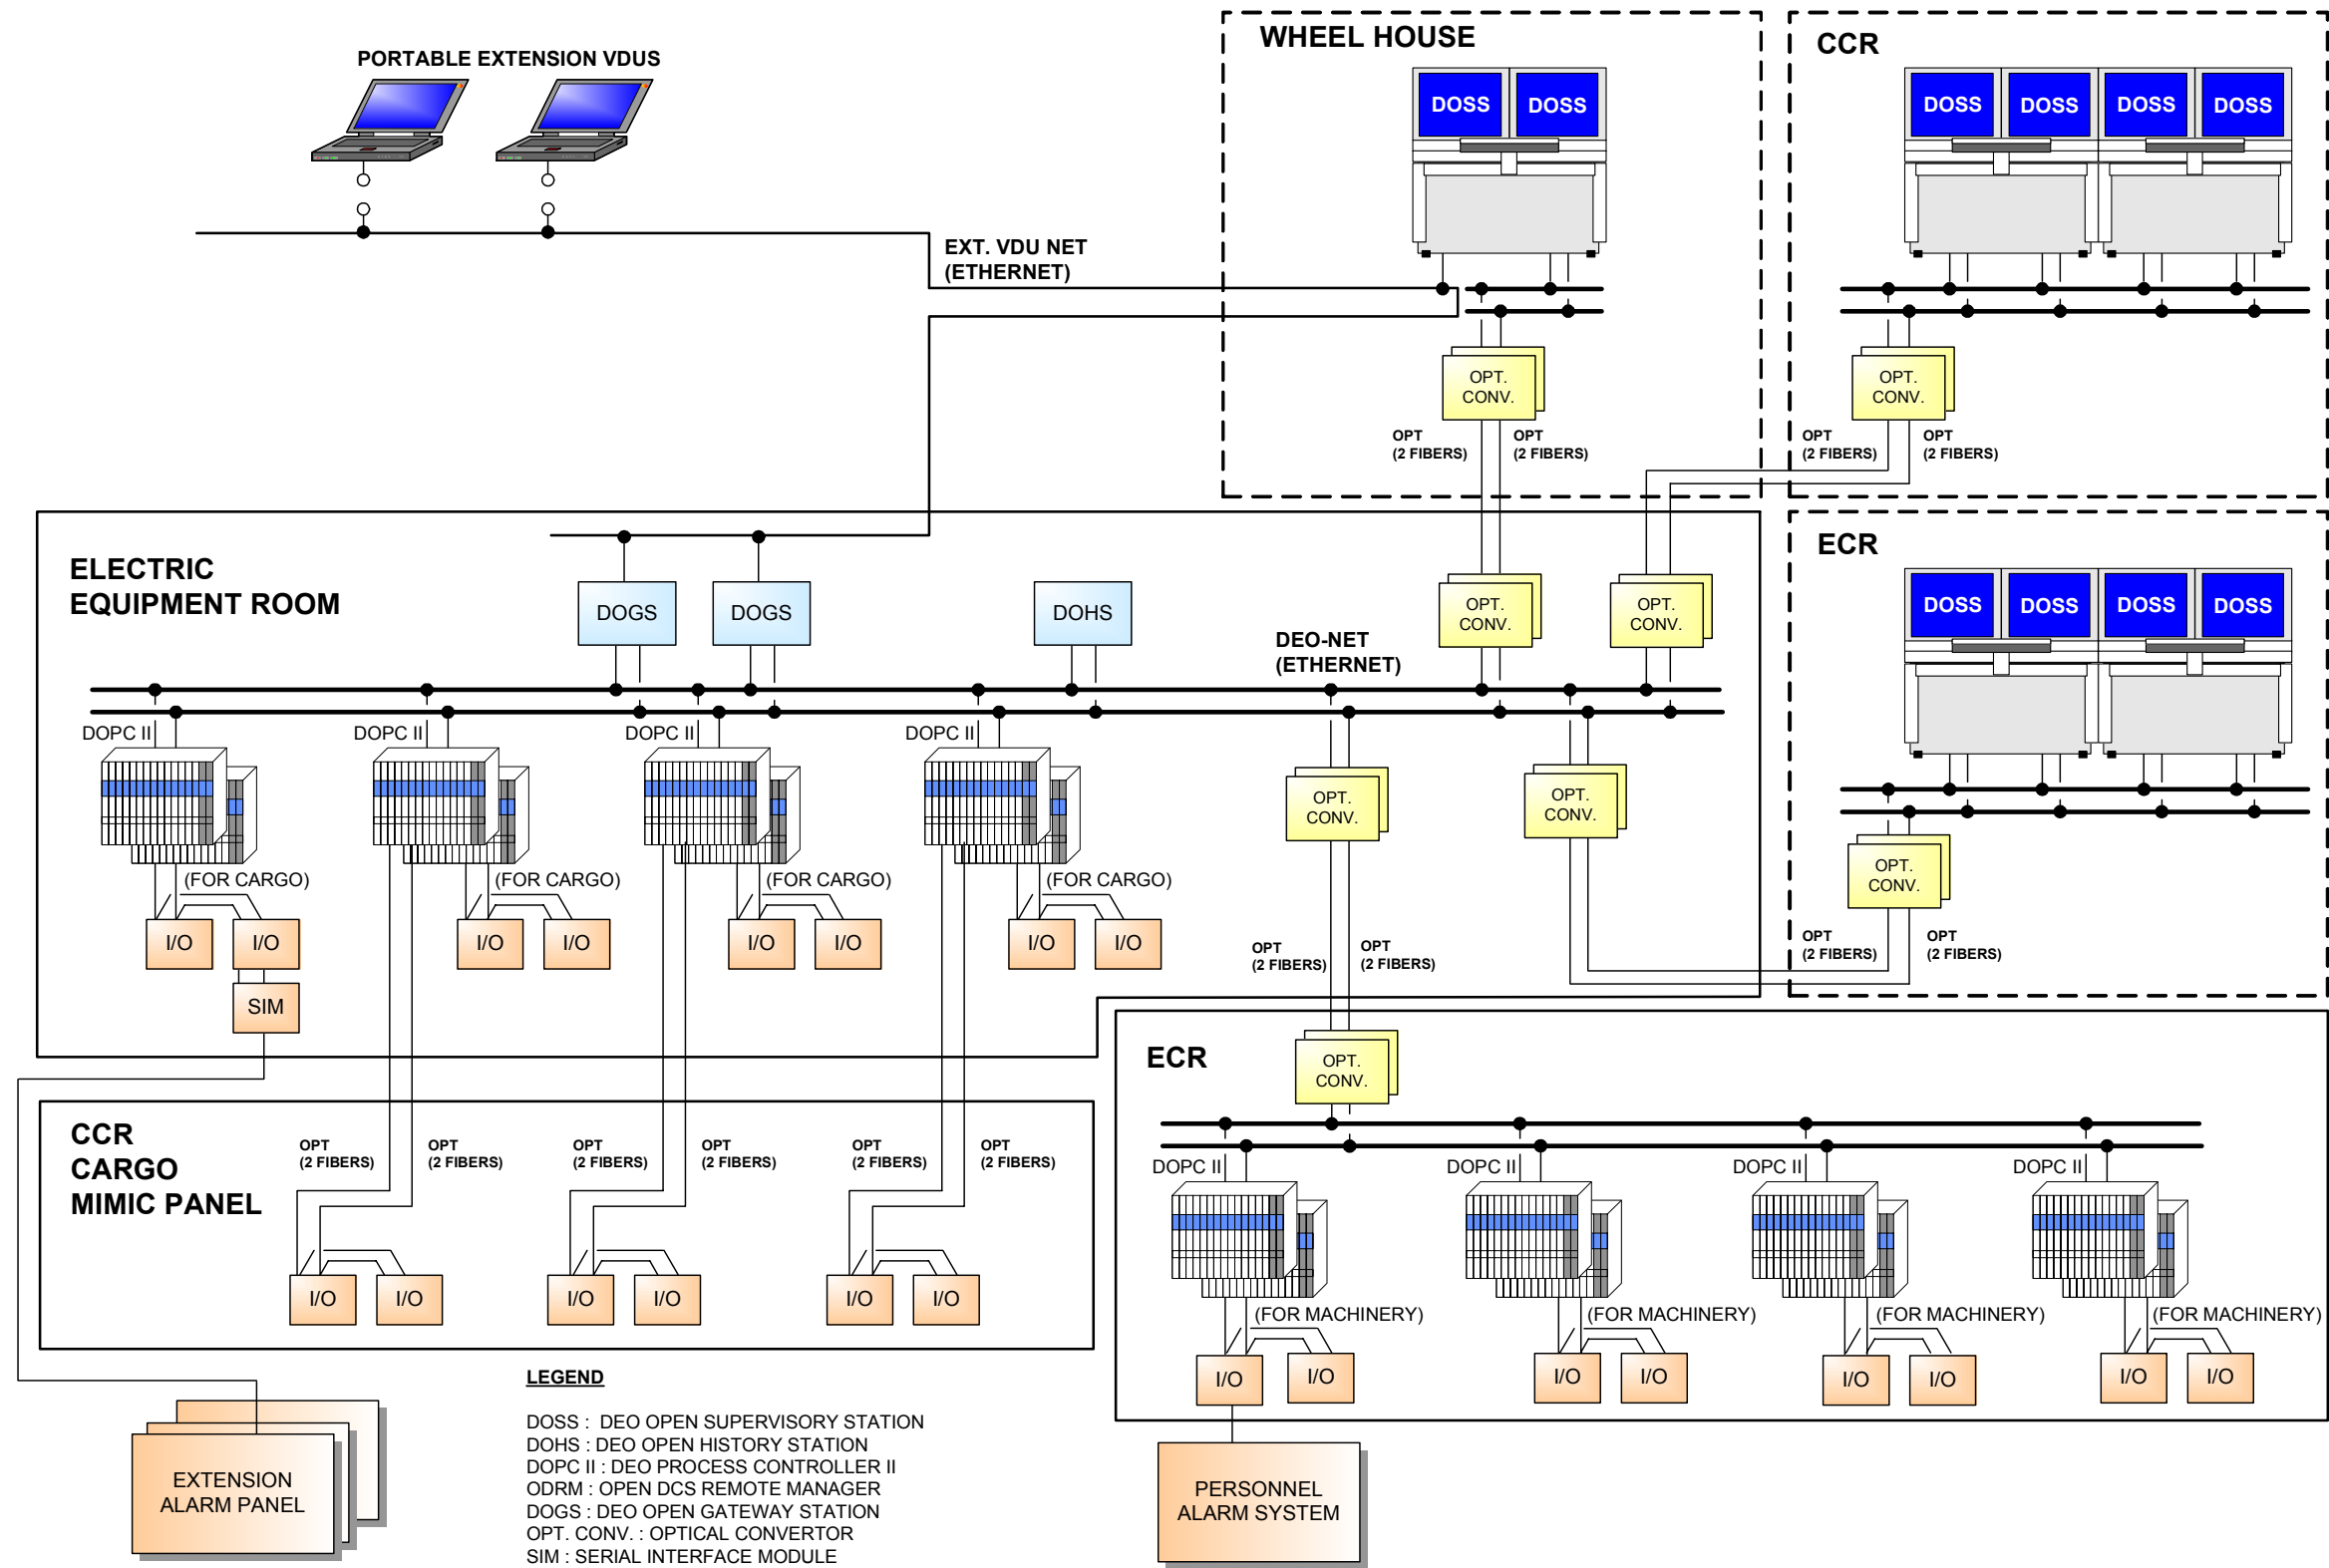 PORTABLE EXTENSION VDUS
WHEEL HOUSE
DOSS
DOSS
CCR
DOSS
DOSS
DOSS
DOSS
EXT. VDU NET
(ETHERNET)
OPT.
CONV.
OPT
(2 FIBERS)
OPT
(2 FIBERS)
OPT.
CONV.
OPT
(2 FIBERS)
OPT
(2 FIBERS)
ELECTRIC
EQUIPMENT ROOM
DOGS
DOGS
DOHS
DEO-NET
(ETHERNET)
OPT.
CONV.
OPT.
CONV.
ECR
DOSS
DOSS
DOSS
DOSS
DOPC II
DOPC II
DOPC II
DOPC II
OPT.
CONV.
OPT.
CONV.
OPT.
CONV.
(FOR CARGO)
(FOR CARGO)
(FOR CARGO)
(FOR CARGO)
I/O
I/O
I/O
I/O
I/O
I/O
I/O
I/O
SIM
OPT
(2 FIBERS)
OPT
(2 FIBERS)
OPT
(2 FIBERS)
OPT
(2 FIBERS)
CCR
CARGO
MIMIC PANEL
OPT
(2 FIBERS)
OPT
(2 FIBERS)
OPT
(2 FIBERS)
OPT
(2 FIBERS)
OPT
(2 FIBERS)
OPT
(2 FIBERS)
I/O
I/O
I/O
I/O
I/O
I/O
ECR
OPT.
CONV.
DOPC II
DOPC II
DOPC II
DOPC II
(FOR MACHINERY)
(FOR MACHINERY)
(FOR MACHINERY)
(FOR MACHINERY)
I/O
I/O
I/O
I/O
I/O
I/O
I/O
I/O
EXTENSION
ALARM PANEL
LEGEND
DOSS : DEO OPEN SUPERVISORY STATION
DOHS : DEO OPEN HISTORY STATION
DOPC II : DEO PROCESS CONTROLLER II
ODRM : OPEN DCS REMOTE MANAGER
DOGS : DEO OPEN GATEWAY STATION
OPT. CONV. : OPTICAL CONVERTOR
SIM : SERIAL INTERFACE MODULE
PERSONNEL
ALARM SYSTEM